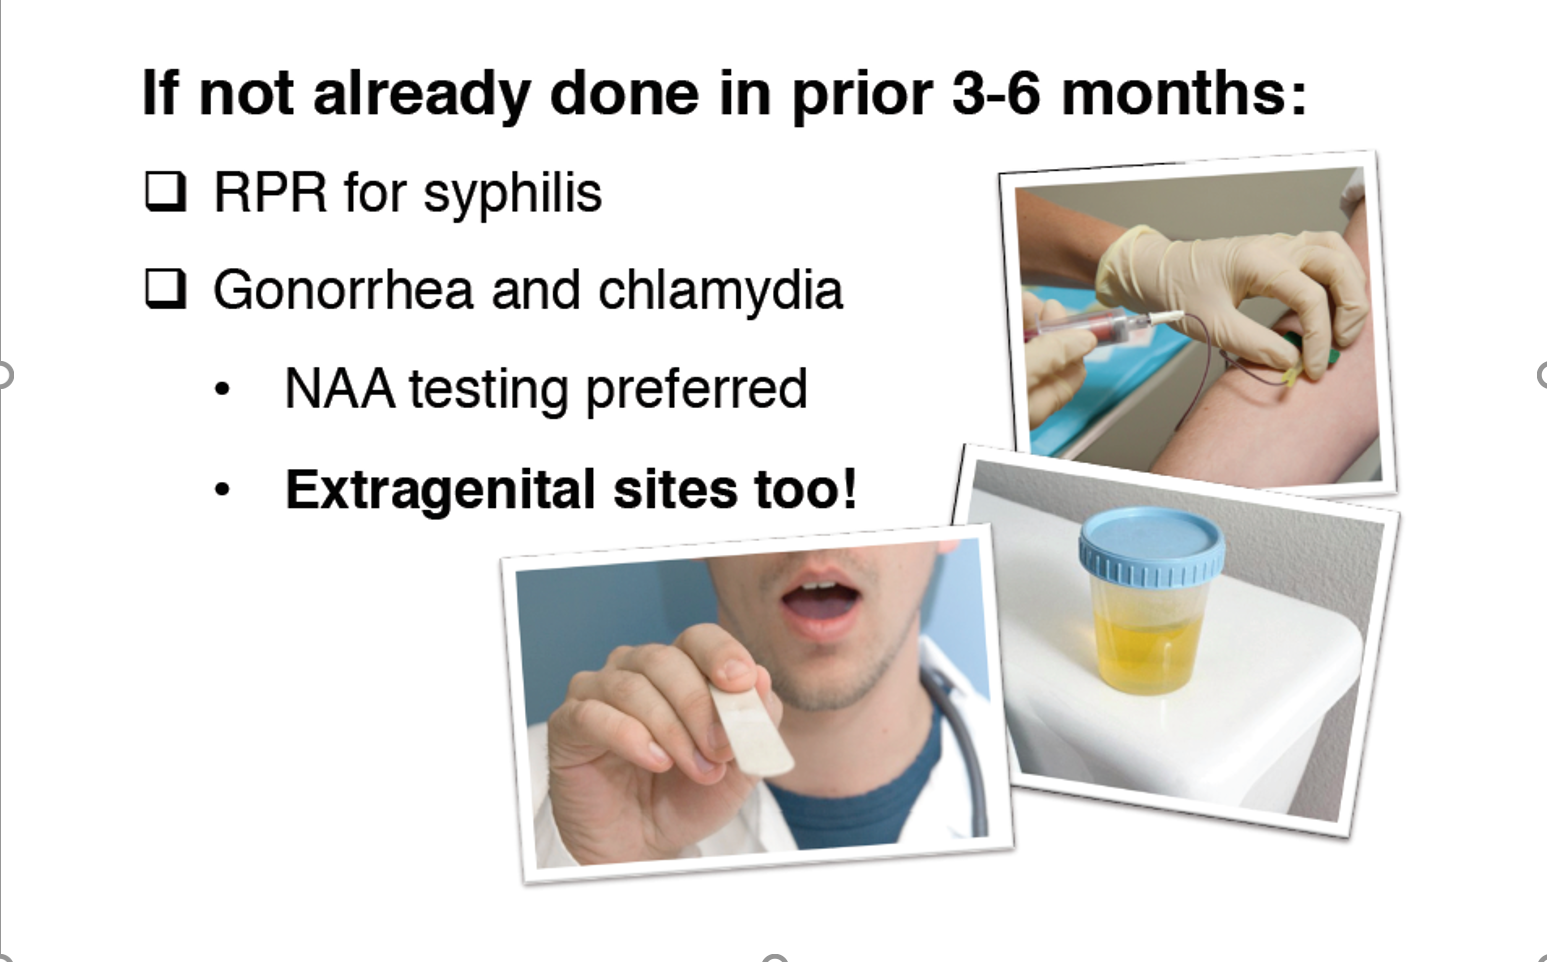 If not already done in prior 3-6 months:
❑ RPR for syphilis
❑ Gonorrhea and chlamydia
• NAA testing preferred
• Extragenital sites too!